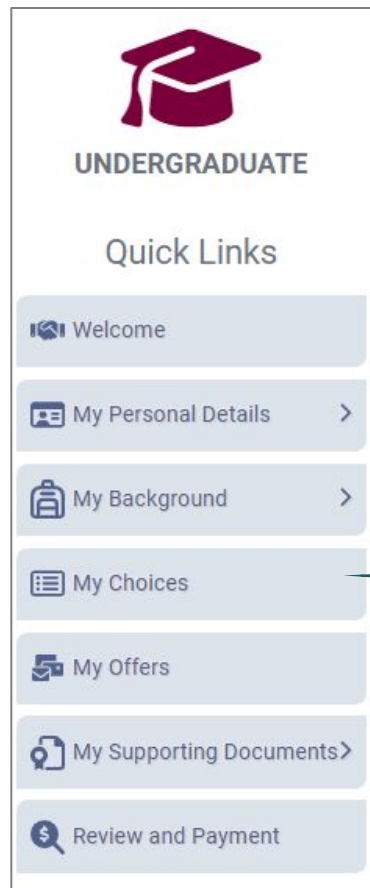 UNDERGRADUATE
Quick Links
Welcome
My Personal Details
My Background
My Choices
My Offers
My Supporting Documents
Review and Payment